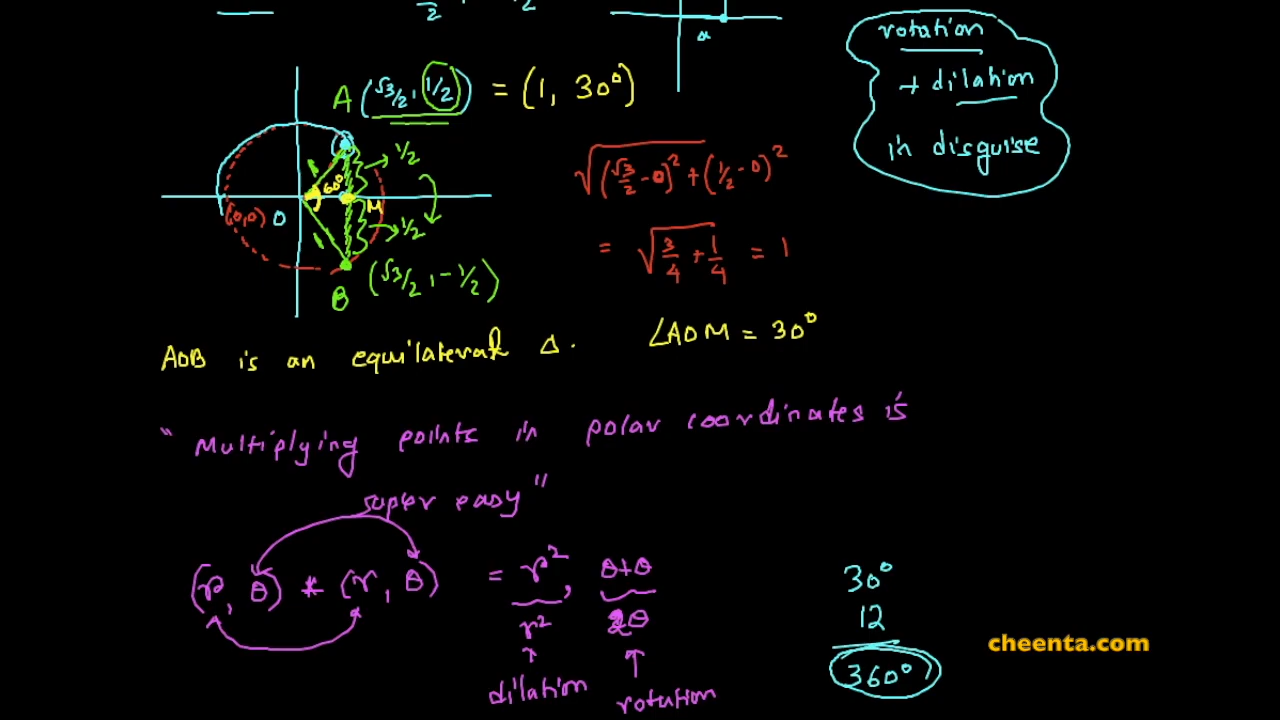 a
rotation
+ dilation
in disguise
A (√3/2, 1/2) = (1, 30°)
1/2
60°
(0,0) O
M
1/2
B (√3/2, -1/2)
√(√3/2 - 0)² + (1/2 - 0)²
= √3/4 + 1/4 = 1
AOB is an equilateral Δ. ∠AOM = 30°
"Multiplying points in polar coordinates is
super easy"
(r, θ) * (r, θ) = r², θ+θ
r² 2θ
dilation rotation
30°
12
360°
cheenta.com